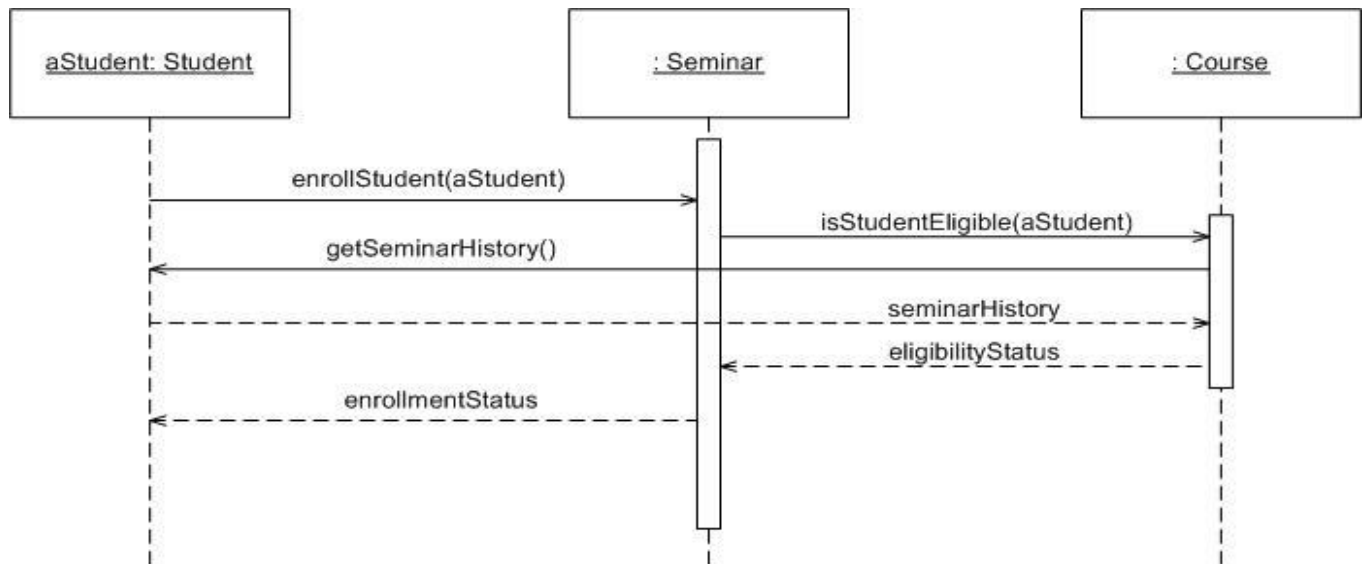 aStudent: Student
: Seminar
: Course
enrollStudent(aStudent)
isStudentEligible(aStudent)
getSeminarHistory()
seminarHistory
eligibilityStatus
enrollmentStatus